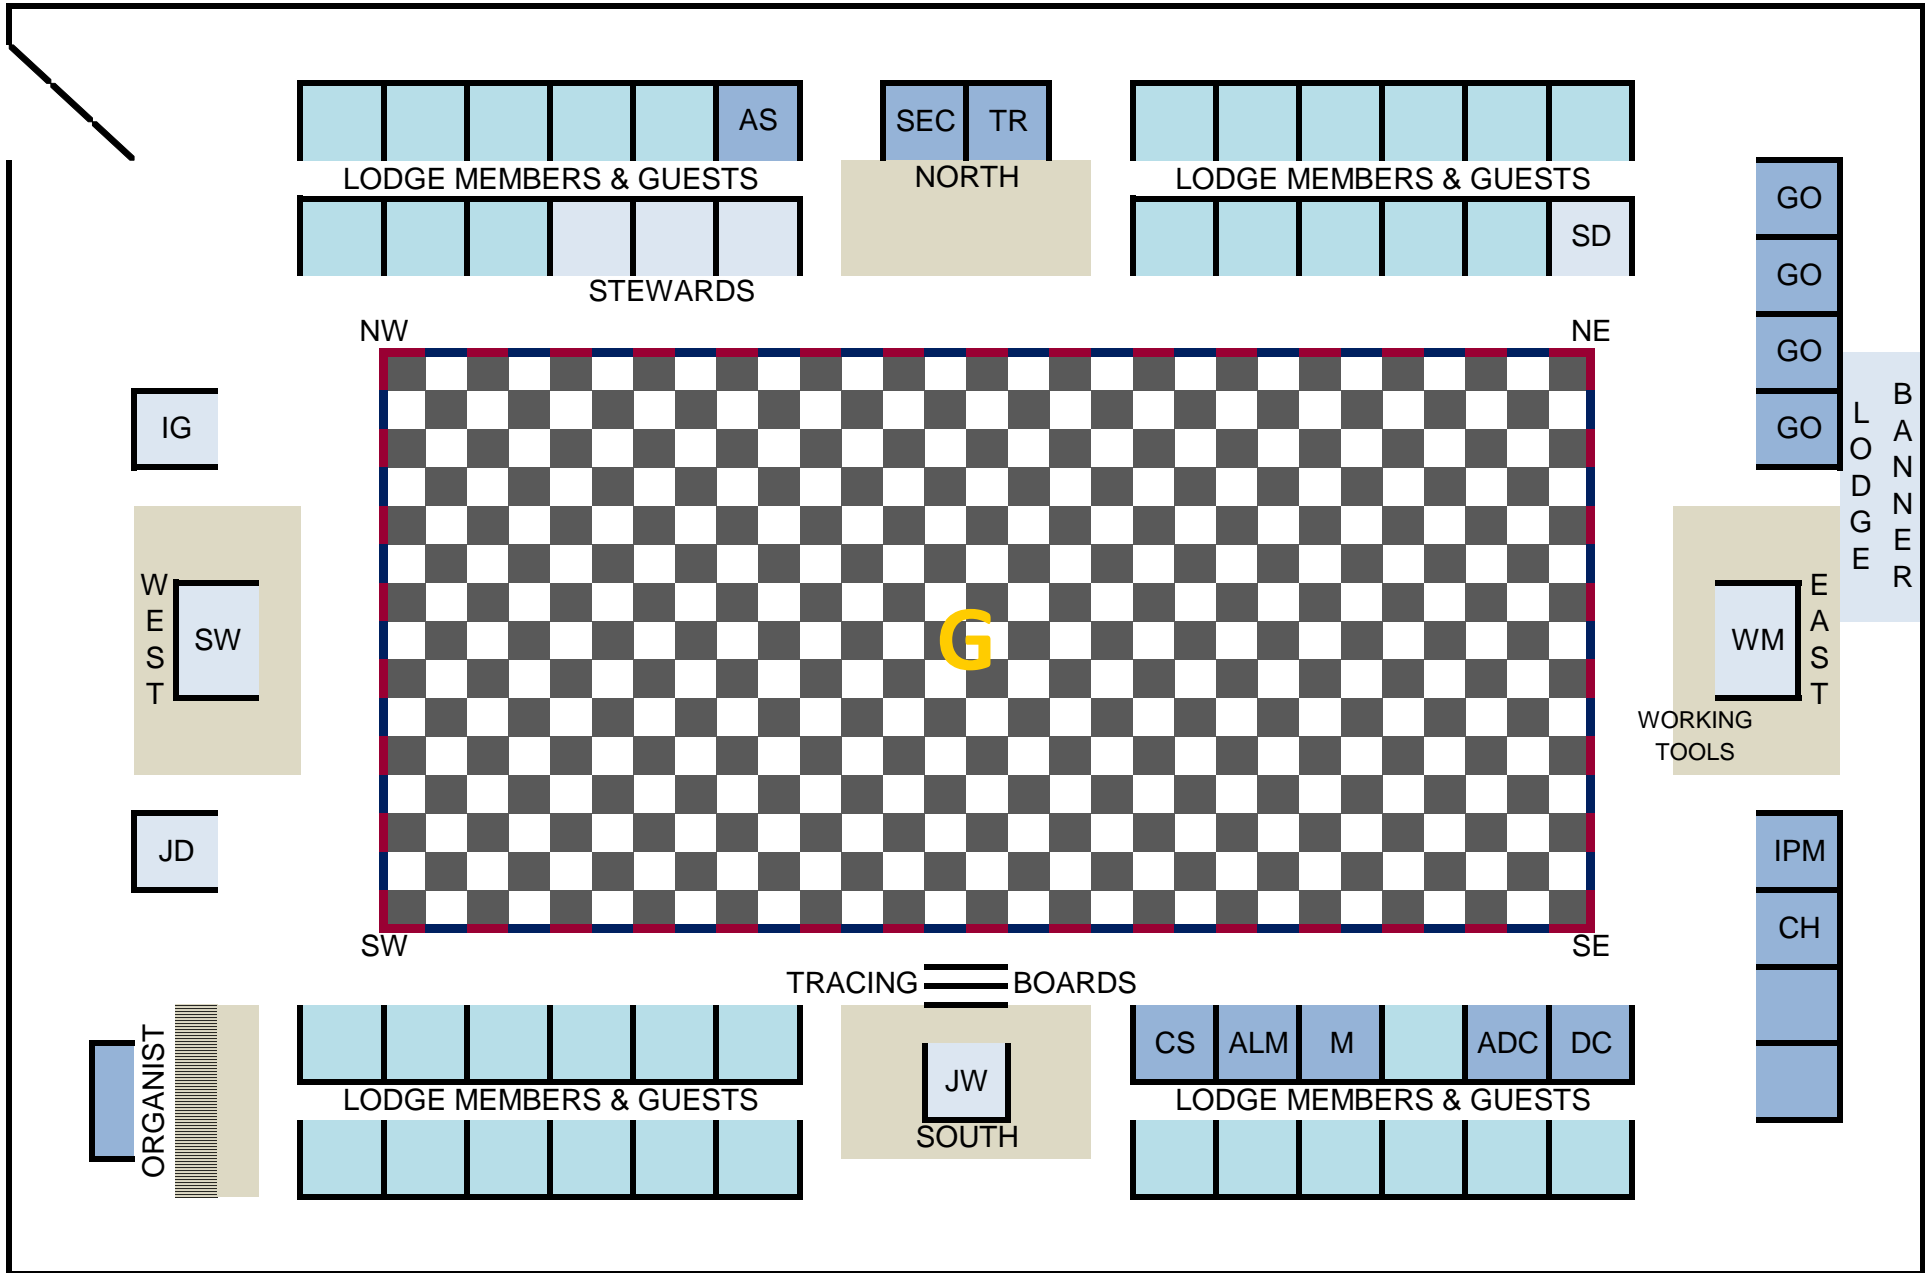 AS
SEC TR
LODGE MEMBERS & GUESTS
NORTH
LODGE MEMBERS & GUESTS
GO
SD
STEWARDS
GO
NW
NE
GO
IG
GO
LODGE
BANNER
WEST
SW
G
WM
EAST
WORKING
TOOLS
JD
IPM
CH
SW
SE
TRACING BOARDS
ORGANIST
CS ALM M ADC DC
JW
LODGE MEMBERS & GUESTS
LODGE MEMBERS & GUESTS
SOUTH